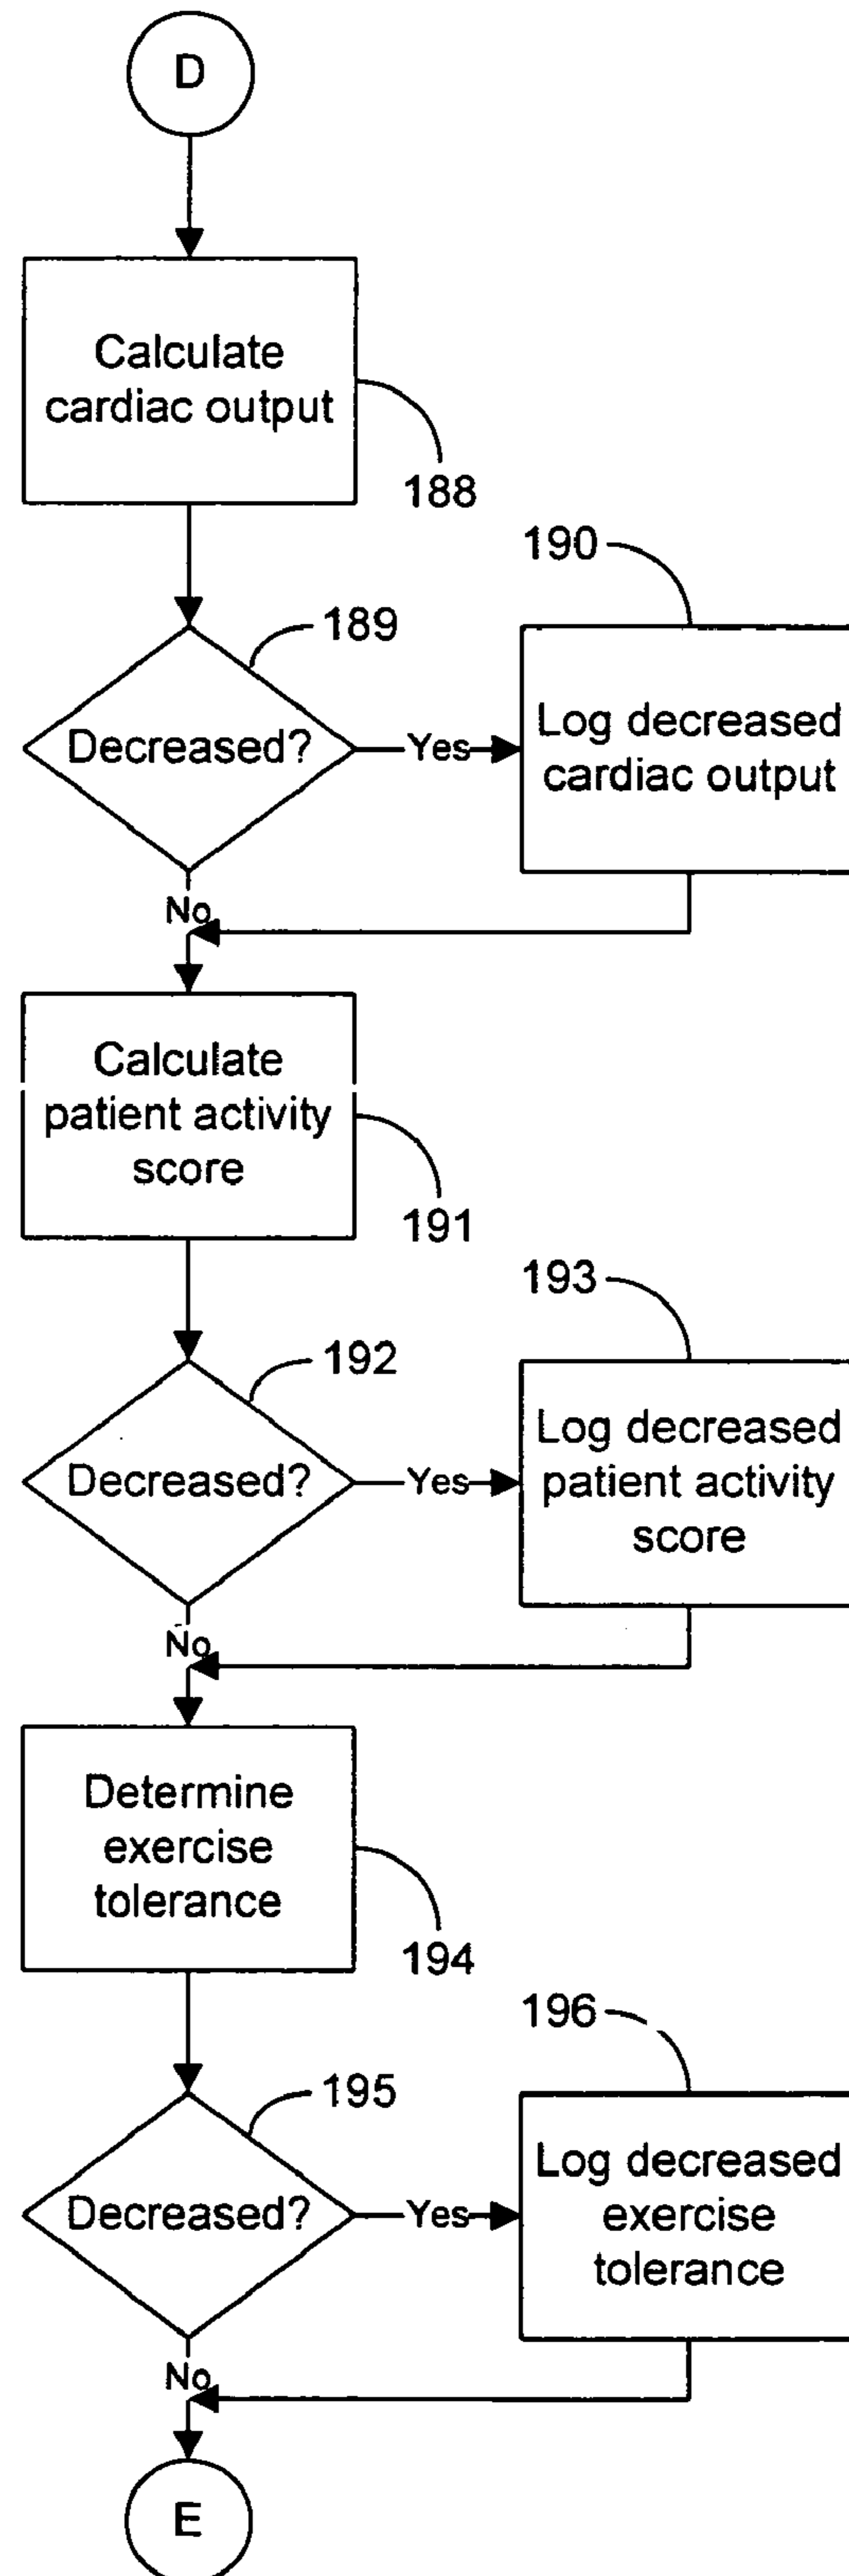 D
Calculate
cardiac output
188
190
189
Decreased?
Yes
Log decreased
cardiac output
No
Calculate
patient activity
score
191
193
192
Decreased?
Yes
Log decreased
patient activity
score
No
Determine
exercise
tolerance
194
196
195
Decreased?
Yes
Log decreased
exercise
tolerance
No
E